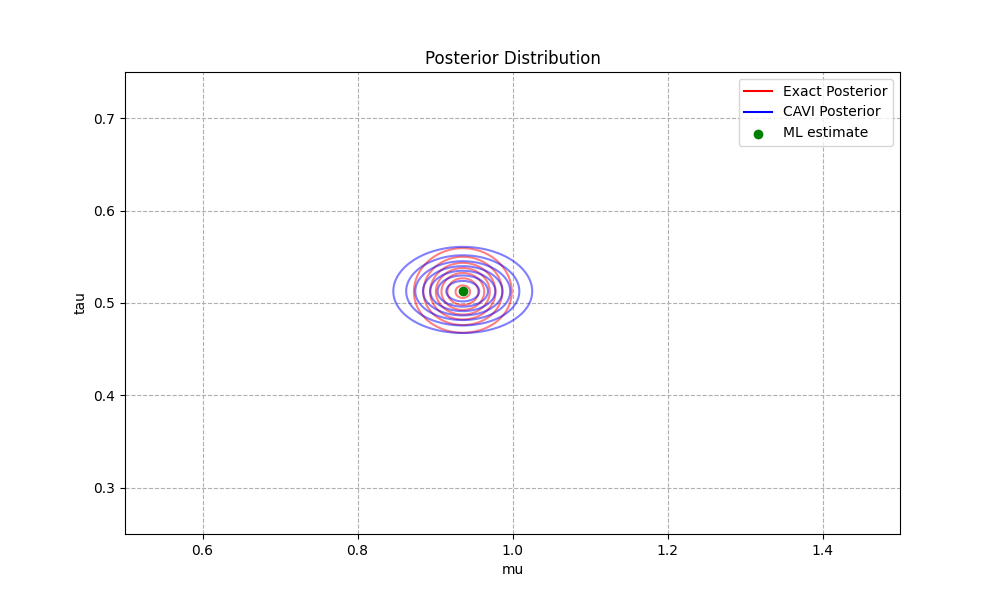 Posterior Distribution
Exact Posterior
CAVI Posterior
ML estimate
0.7
0.6
0.5
0.4
0.3
tau
0.6
0.8
1.0
1.2
1.4
mu